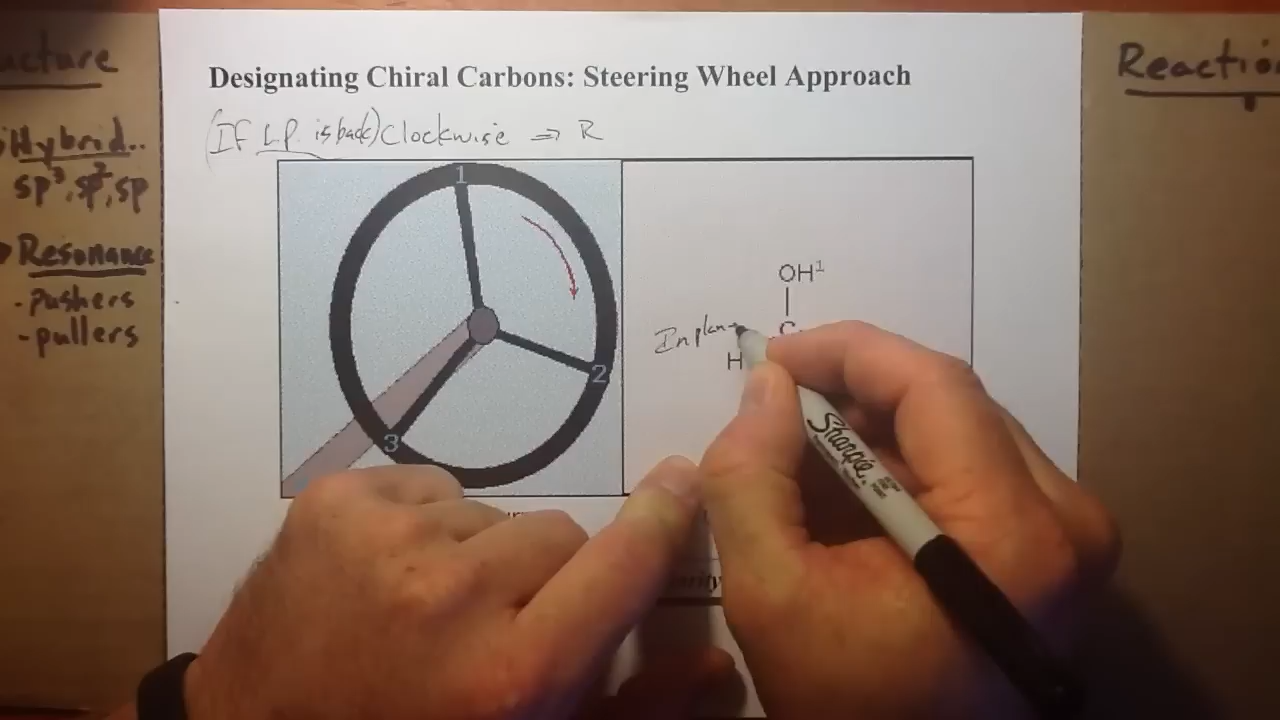 ucture
Hybrid..
sp³, sp², sp
Resonance
- pushers
- pullers
Designating Chiral Carbons: Steering Wheel Approach
(If L.P. is back) Clockwise ⇒ R
1
2
3
OH¹
C
In plane
H
Sharpie
arity
Reactio